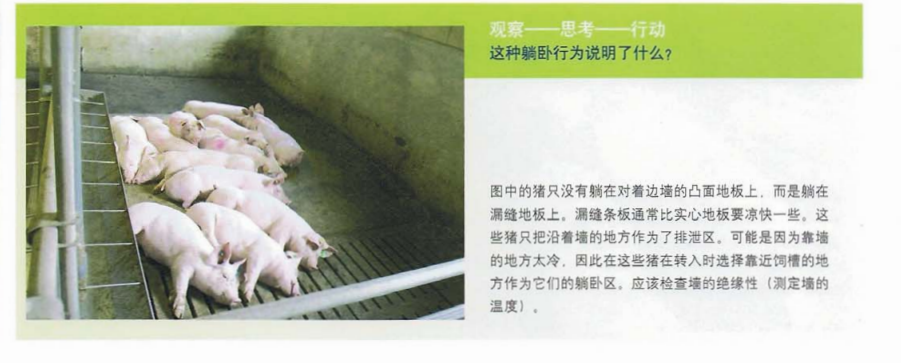 观察——思考——行动
这种躺卧行为说明了什么?
图中的猪只没有躺在对着边墙的凸面地板上，而是躺在
漏缝地板上。漏缝条板通常比实心地板要凉快一些。这
些猪只把沿着墙的地方作为了排泄区。可能是因为靠墙
的地方太冷，因此在这些猪在转入时选择靠近饲槽的地
方作为它们的躺卧区。应该检查墙的绝缘性（测定墙的
温度）。